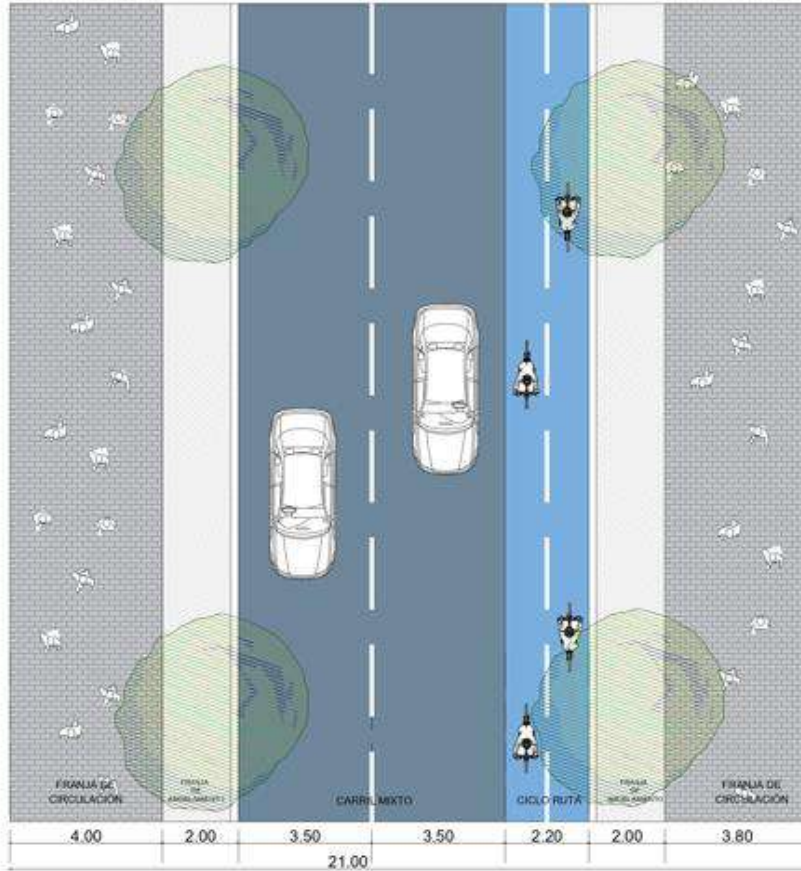 FRANJA DE
CIRCULACIÓN
FRANJA
DE
AMOBLAMIENTO
CARRIL MIXTO
CICLO RUTA
FRANJA
DE
AMOBLAMIENTO
FRANJA DE
CIRCULACIÓN
4.00 2.00 3.50 3.50 2.20 2.00 3.80
21.00